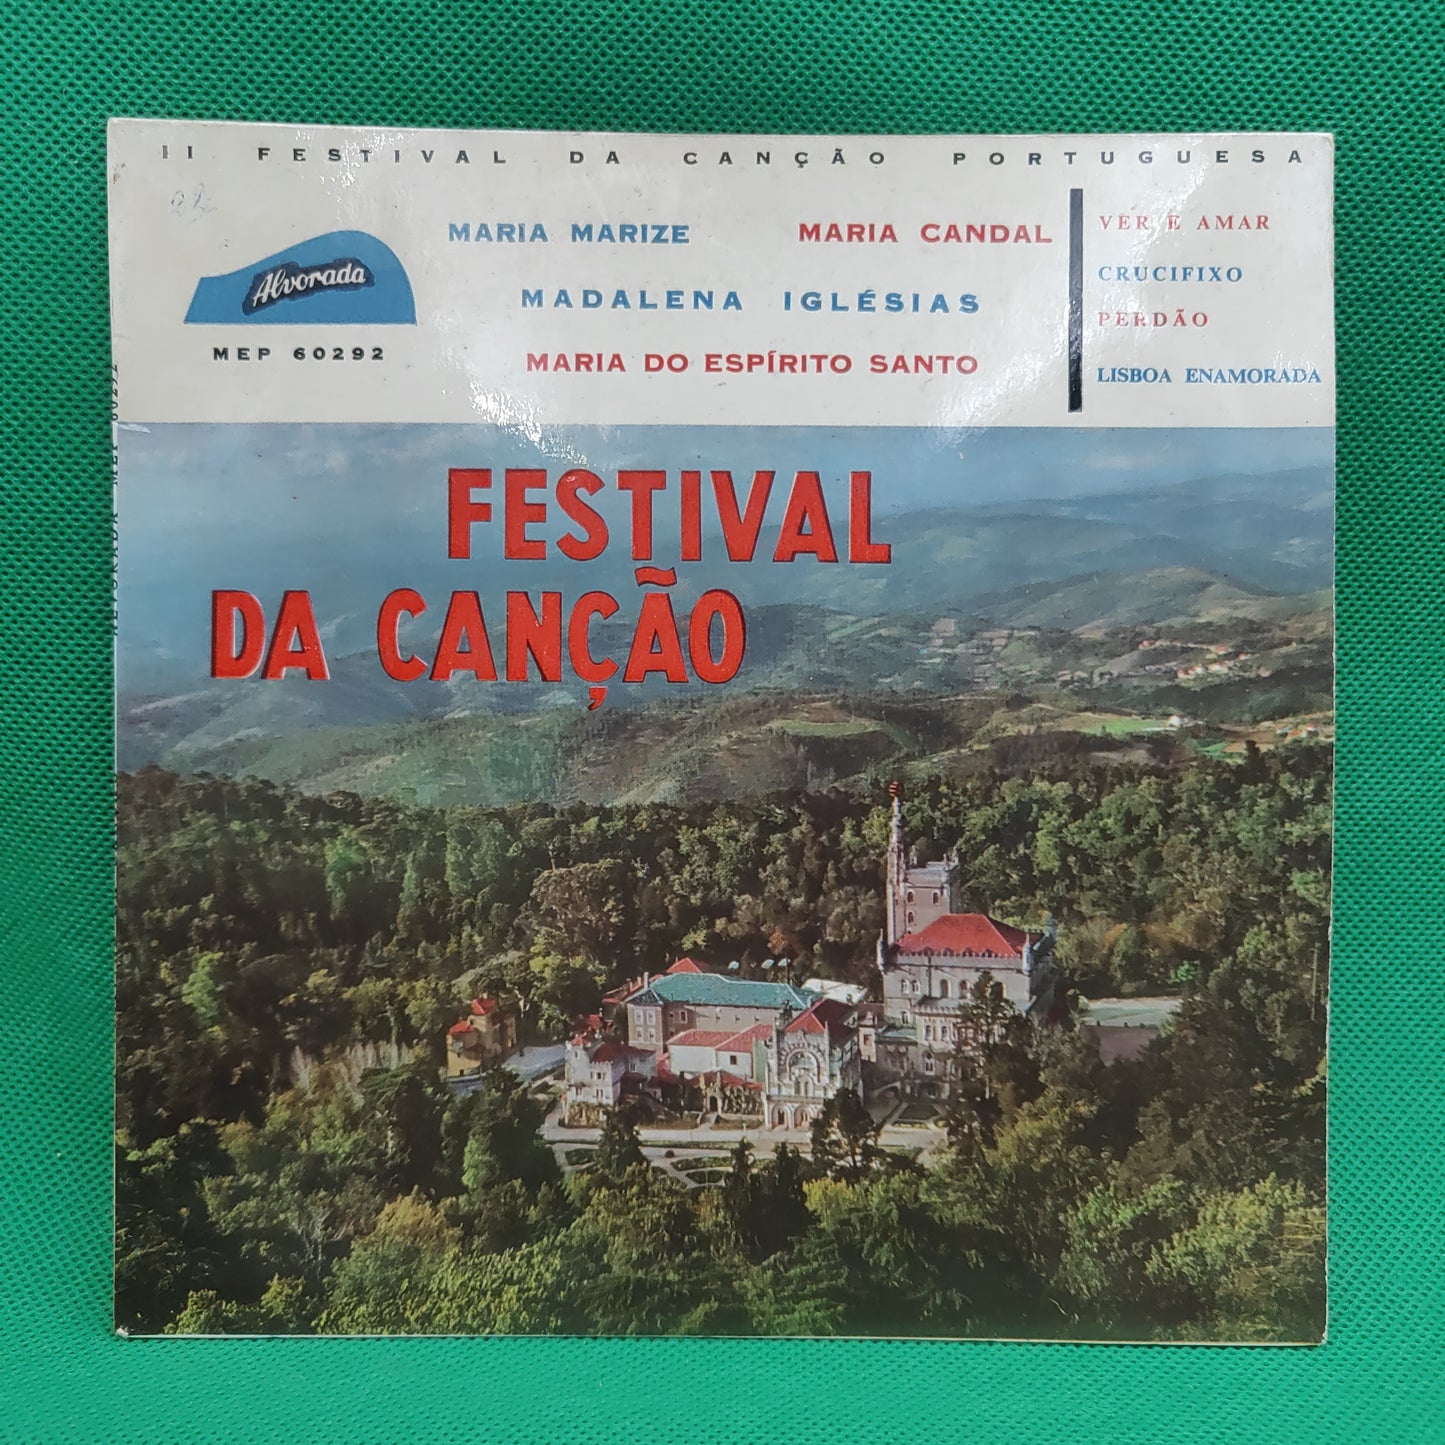 II FESTIVAL DA CANÇÃO PORTUGUESA
22
Alvorada
MEP 60292
MARIA MARIZE MARIA CANDAL
MADALENA IGLÉSIAS
MARIA DO ESPÍRITO SANTO
VER E AMAR
CRUCIFIXO
PERDÃO
LISBOA ENAMORADA
FESTIVAL
DA CANÇÃO